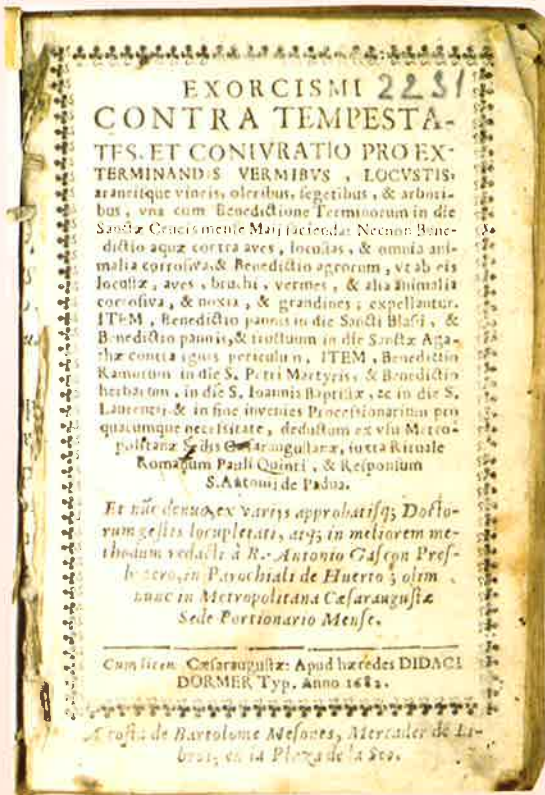 EXORCISMI 2231
CONTRA TEMPESTA-
TES, ET CONIVRATIO PRO EX-
TERMINANDIS VERMIBVS, LOCVSTIS,
araneisque vineis, oleribus, segetibus, & arbori-
bus, vna cum Benedictione Terminorum in die
Sanctæ Crucis mense Maij facienda: Necnon Bene-
dictio aquæ contra aves, locustas, & omnia ani-
malia corrosiva, & Benedictio agrorum, vt ab eis
locustæ, aves, bruchi, vermes, & alia animalia
corrosiva, & noxia, & grandines; expellantur.
ITEM, Benedictio pannis in die Sancti Blasij, &
Benedictio pannis, & fructuum in die Sanctæ Aga-
thæ contra ignis periculum, ITEM, Benedictio
Ramorum in die S. Petri Martyris, & Benedictio
herbarum, in die S. Ioannis Baptistæ, ac in die S.
Laurentij & in fine invenies Processionarium pro
quacumque necessitate, deductum ex vsu Metro-
politanæ Sedis Cæsaraugustanæ, iuxta Rituale
Romanum Pauli Quinti, & Responsum
S. Antonij de Padua.
Et nũc denuo, ex varijs approbatisq; Docto-
rum gestis locupletati, atq; in meliorem me-
thodum redacti à R. Antonio Gascon Pres-
bytero, in Parochiali de Huerto; olim
nunc in Metropolitana Cæsaraugustæ
Sede Portionario Mense.
Cum licen. Cæsaraugustæ: Apud hæredes DIDACI
DORMER Typ. Anno 1682.
A costa de Bartolome Mesones, Mercader de Li-
bros, en la Plaza de la Seo.